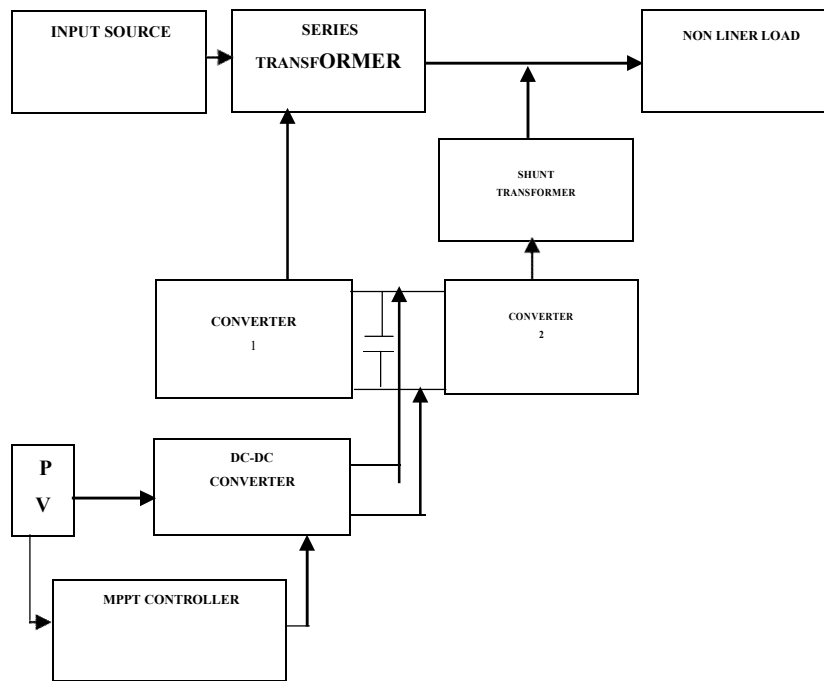 INPUT SOURCE
SERIES
TRANSFORMER
NON LINER LOAD
SHUNT
TRANSFORMER
CONVERTER
1
CONVERTER
2
P
V
DC-DC
CONVERTER
MPPT CONTROLLER